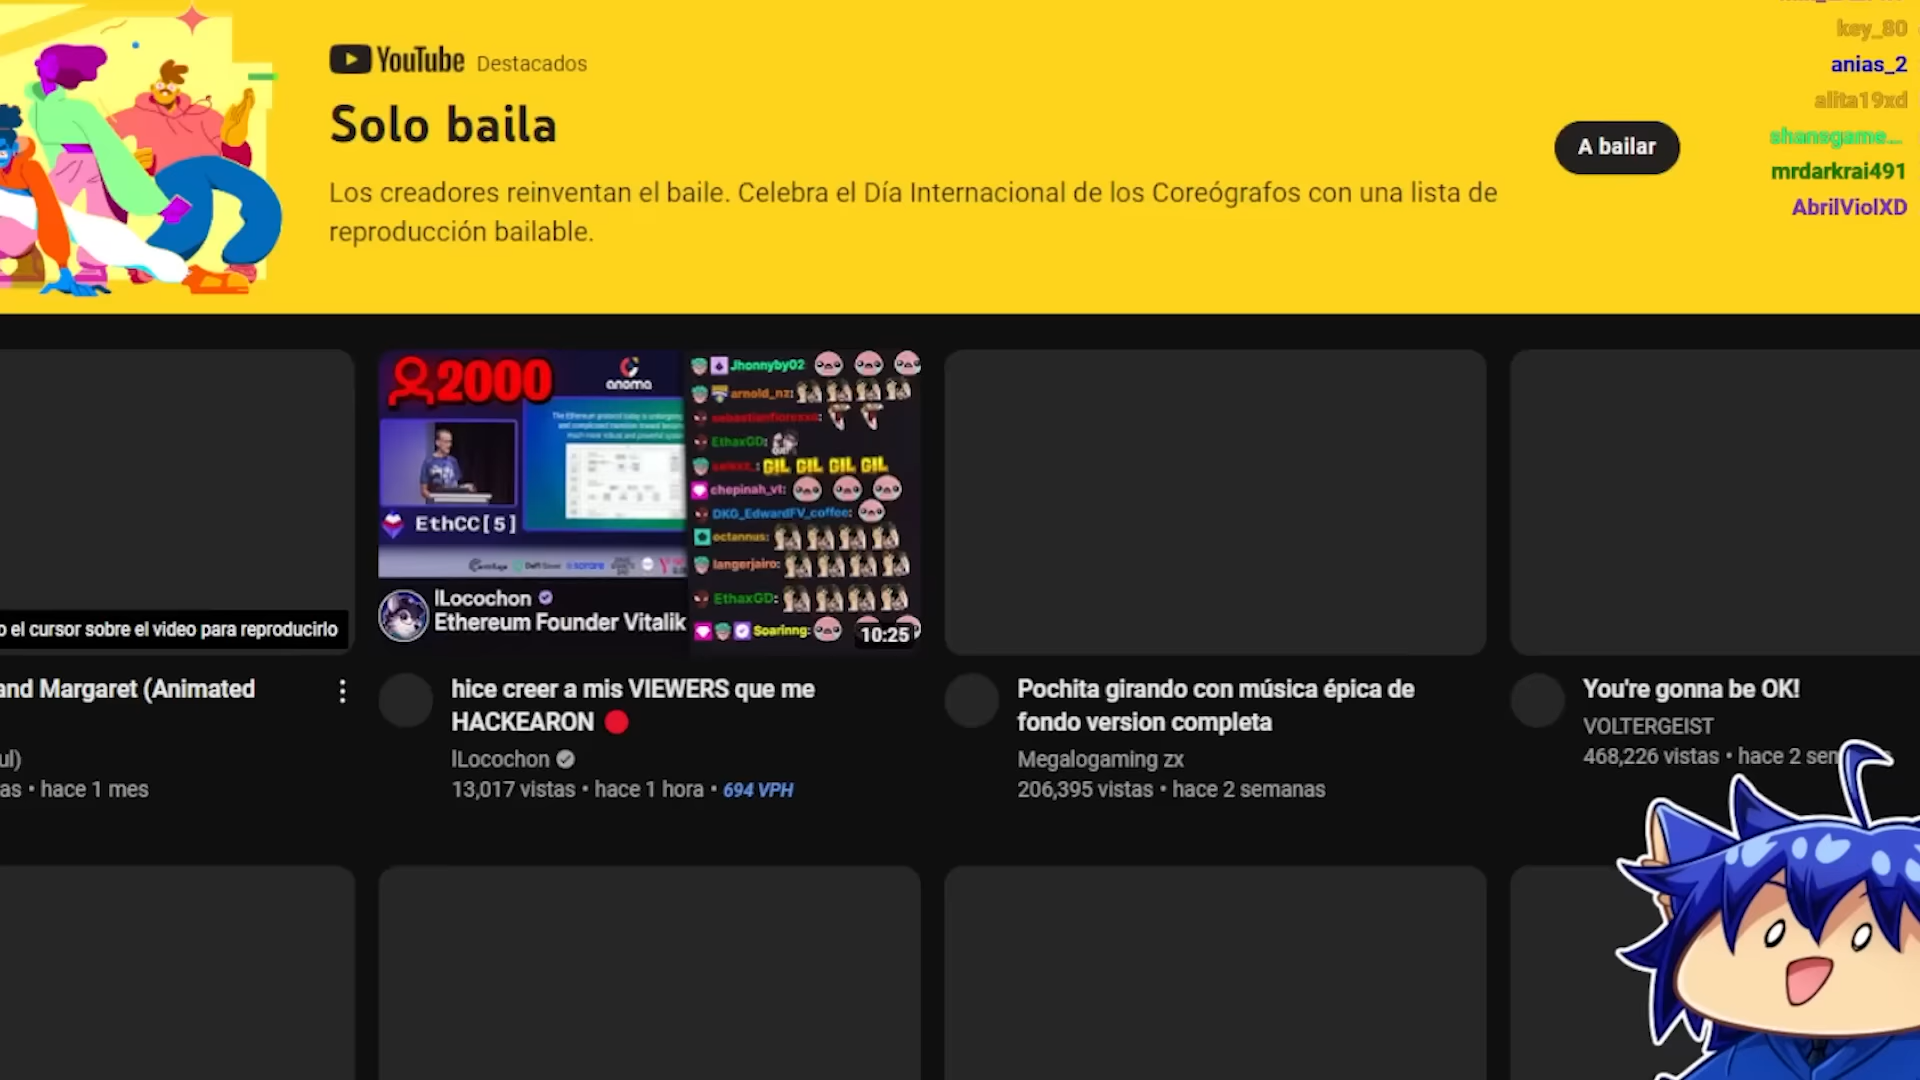 YouTube Destacados
Solo baila
Los creadores reinventan el baile. Celebra el Día Internacional de los Coreógrafos con una lista de
reproducción bailable.
A bailar
key_80
anias_2
alita19xd
shansgame...
mrdarkrai491
AbrilViolXD
o el cursor sobre el video para reproducirlo
and Margaret (Animated
ul)
as • hace 1 mes
2000
anoma
EthCC[5]
lLocochon
Ethereum Founder Vitalik
Jhonnyby02
arnold_nz:
EthaxGD:
GIL GIL GIL GIL
chepinah_vt:
DKG_EdwardFV_coffee:
octannus:
langerjairo:
EthaxGD:
Soarinng:
10:25
hice creer a mis VIEWERS que me
HACKEARON
lLocochon
13,017 vistas • hace 1 hora • 694 VPH
Pochita girando con música épica de
fondo version completa
Megalogaming zx
206,395 vistas • hace 2 semanas
You're gonna be OK!
VOLTERGEIST
468,226 vistas • hace 2 sem